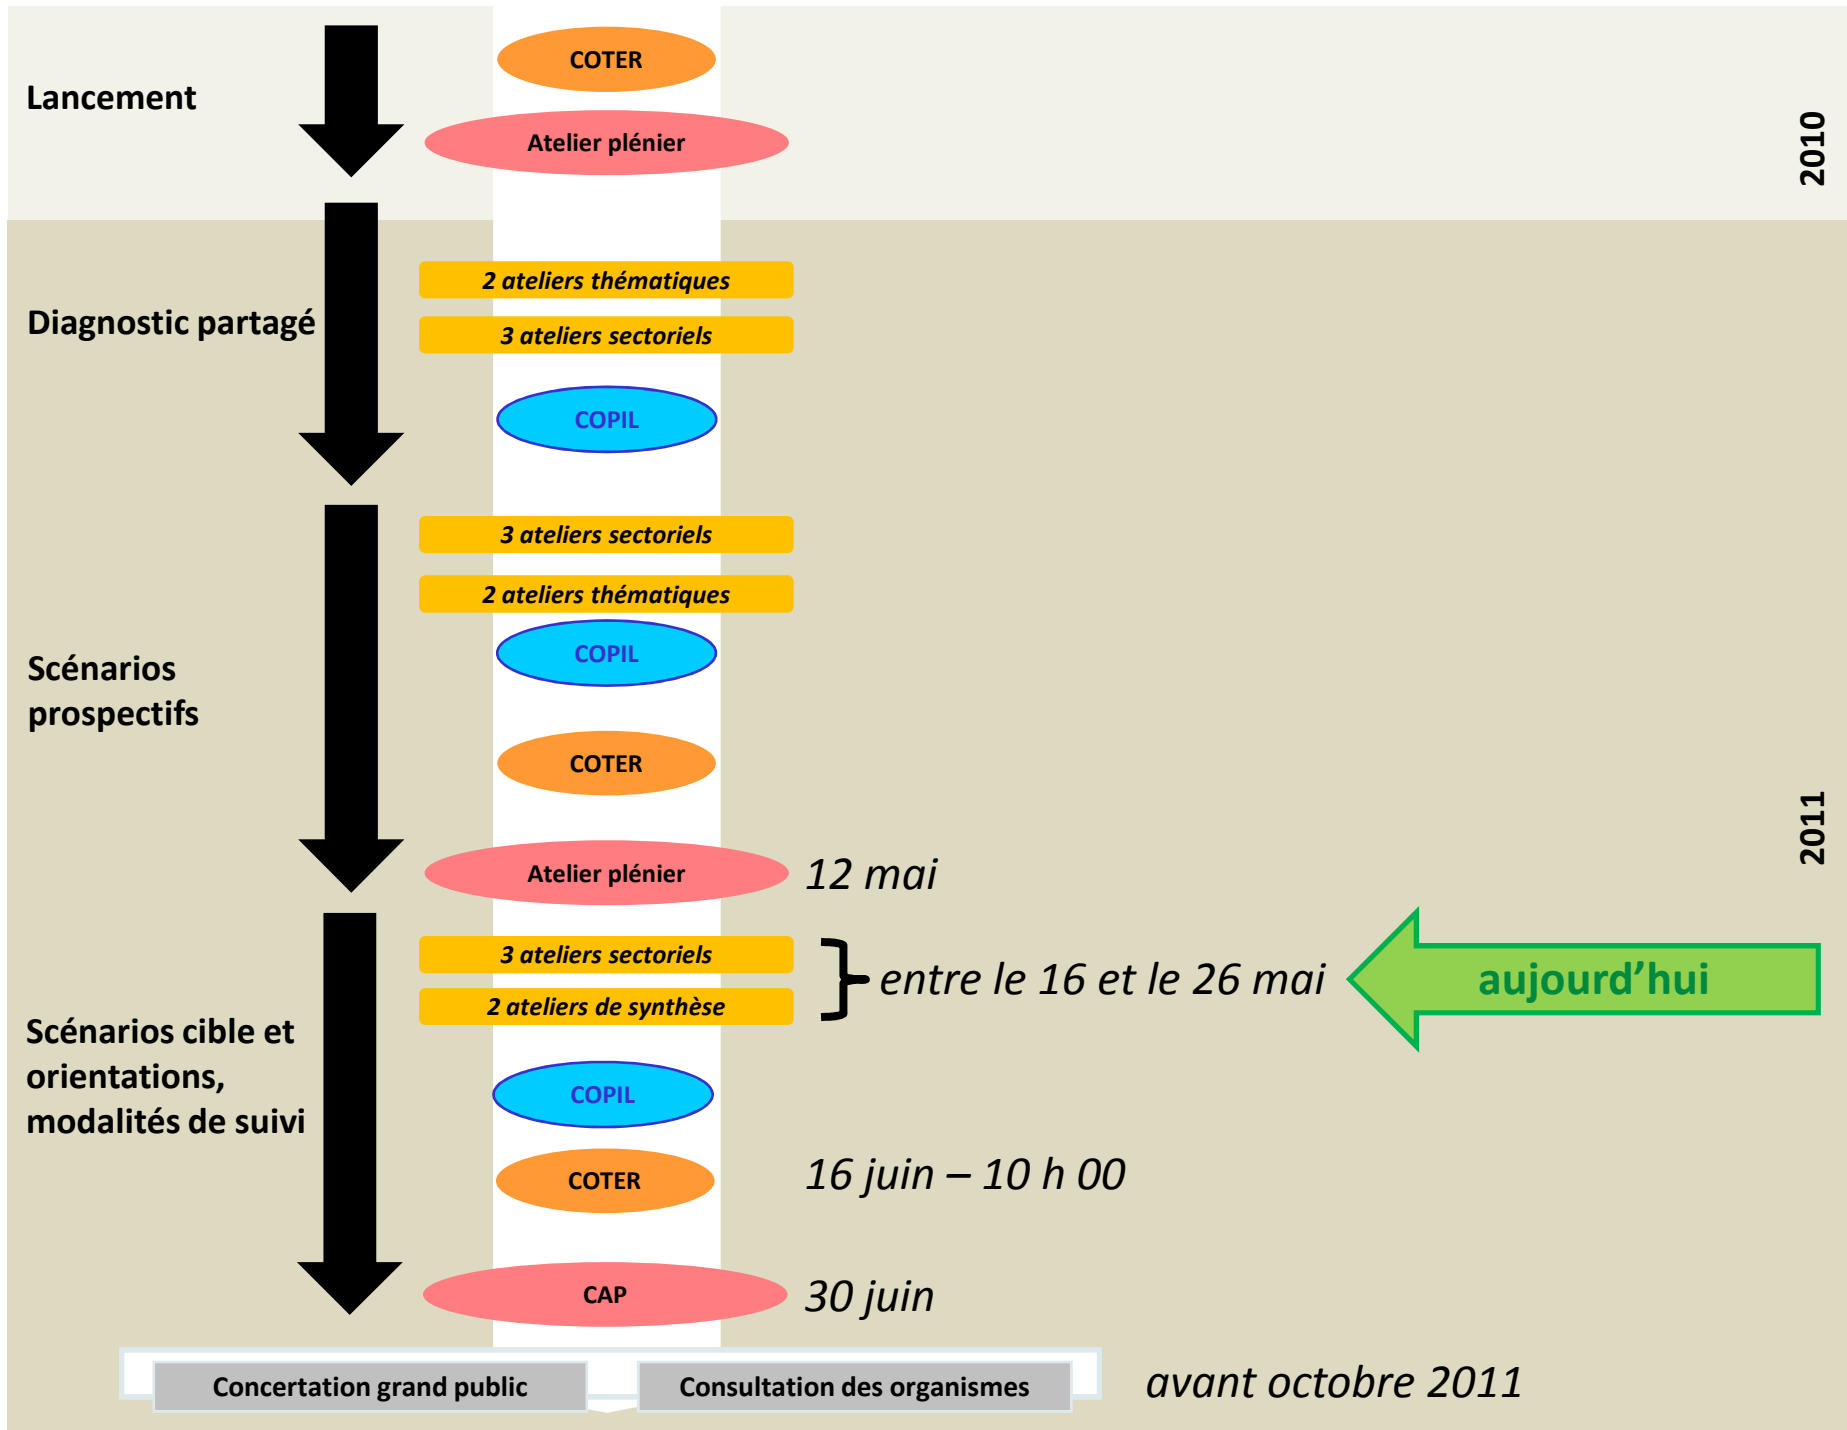 Lancement
COTER
Atelier plénier
2010
Diagnostic partagé
2 ateliers thématiques
3 ateliers sectoriels
COPIL
Scénarios
prospectifs
3 ateliers sectoriels
2 ateliers thématiques
COPIL
COTER
Atelier plénier
12 mai
2011
Scénarios cible et
orientations,
modalités de suivi
3 ateliers sectoriels
2 ateliers de synthèse
entre le 16 et le 26 mai
aujourd’hui
COPIL
COTER
16 juin – 10 h 00
CAP
30 juin
Concertation grand public
Consultation des organismes
avant octobre 2011